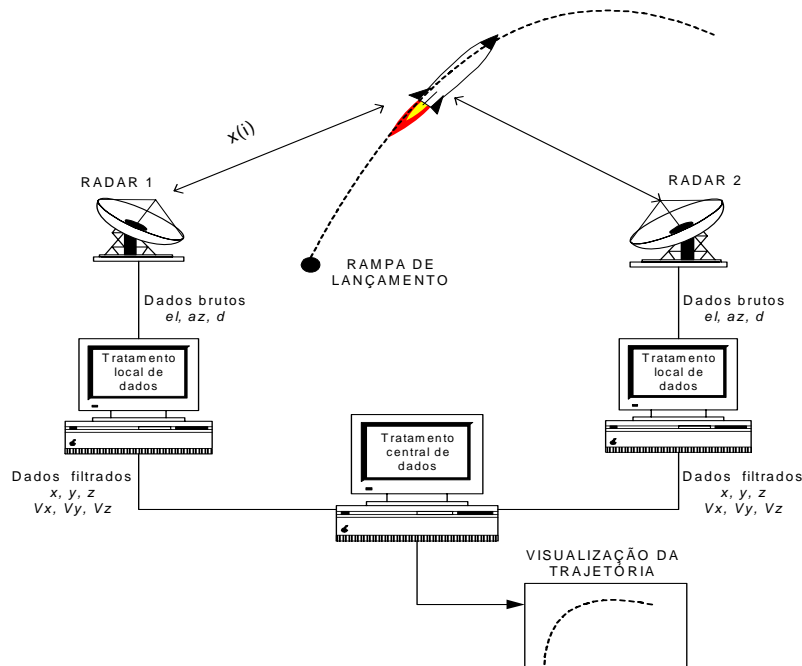 x(i)
RADAR 1
RADAR 2
RAMPA DE
LANÇAMENTO
Dados brutos
el, az, d
Dados brutos
el, az, d
Tratamento
local de
dados
Tratamento
local de
dados
Tratamento
central de
dados
Dados filtrados
x, y, z
Vx, Vy, Vz
Dados filtrados
x, y, z
Vx, Vy, Vz
VISUALIZAÇÃO DA
TRAJETÓRIA